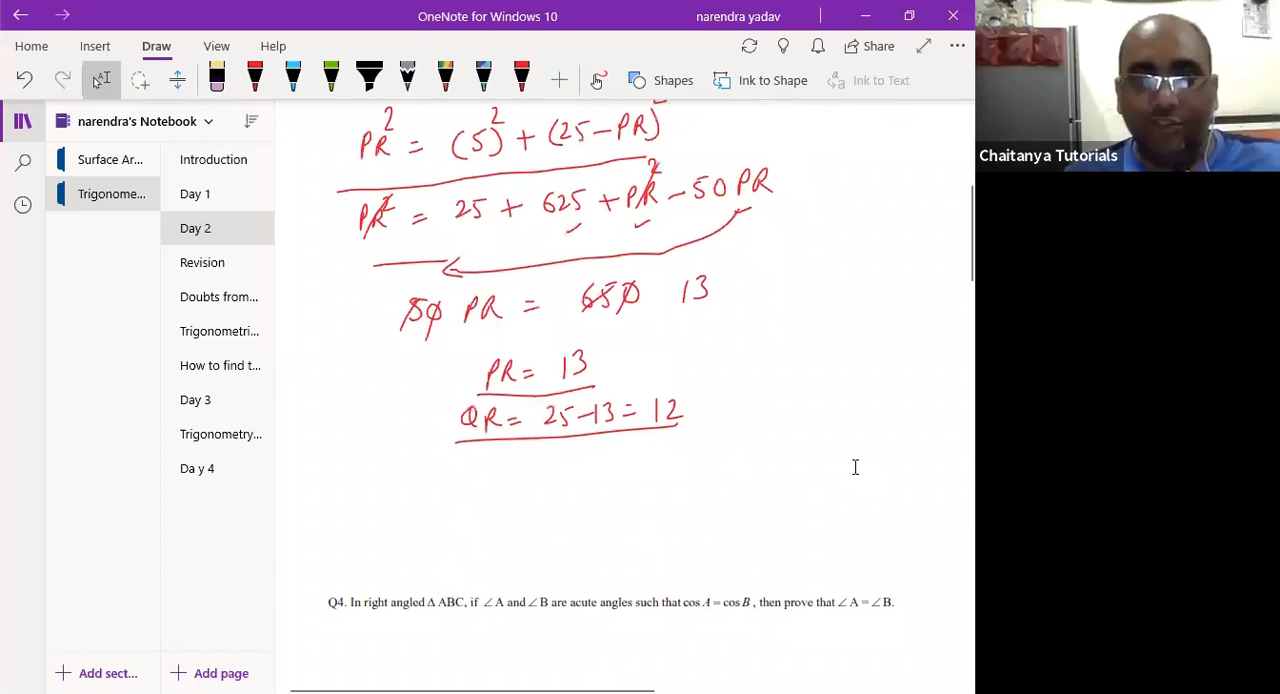 OneNote for Windows 10
narendra yadav
Home Insert Draw View Help
Share
Shapes Ink to Shape Ink to Text
narendra's Notebook
Surface Ar...
Trigonome...
Introduction
Day 1
Day 2
Revision
Doubts from...
Trigonometri...
How to find t...
Day 3
Trigonometry...
Da y 4
Add sect...
Add page
PR² = (5)² + (25 - PR)²
PR² = 25 + 625 + PR² - 50 PR
50 PR = 650 13
PR = 13
QR = 25 - 13 = 12
Q4. In right angled Δ ABC, if ∠A and ∠B are acute angles such that cos A = cos B, then prove that ∠A = ∠B.
Chaitanya Tutorials